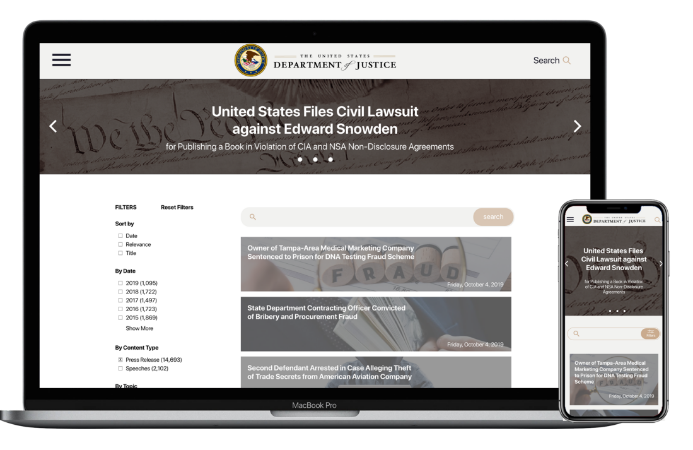 THE UNITED STATES
DEPARTMENT of JUSTICE
Search
We the People
United States Files Civil Lawsuit
against Edward Snowden
for Publishing a Book in Violation of CIA and NSA Non-Disclosure Agreements
FILTERS
Reset Filters
Sort by
Date
Relevance
Title
By Date
2019 (1,095)
2018 (1,722)
2017 (1,497)
2016 (1,723)
2015 (1,869)
Show More
By Content Type
Press Release (14,693)
Speeches (2,102)
By Topic
search
Owner of Tampa-Area Medical Marketing Company
Sentenced to Prison for DNA Testing Fraud Scheme
FRAUD
Friday, October 4, 2019
State Department Contracting Officer Convicted
of Bribery and Procurement Fraud
Friday, October 4, 2019
Second Defendant Arrested in Case Alleging Theft
of Trade Secrets from American Aviation Company
MacBook Pro
THE UNITED STATES
DEPARTMENT of JUSTICE
United States Files
Civil Lawsuit against
Edward Snowden
for Publishing a Book in Violation
of CIA and NSA Non-Disclosure
Agreements
Owner of Tampa-Area Medical
Marketing Company Sentenced
to Prison for DNA Testing Fraud
Scheme
Friday, October 4, 2019